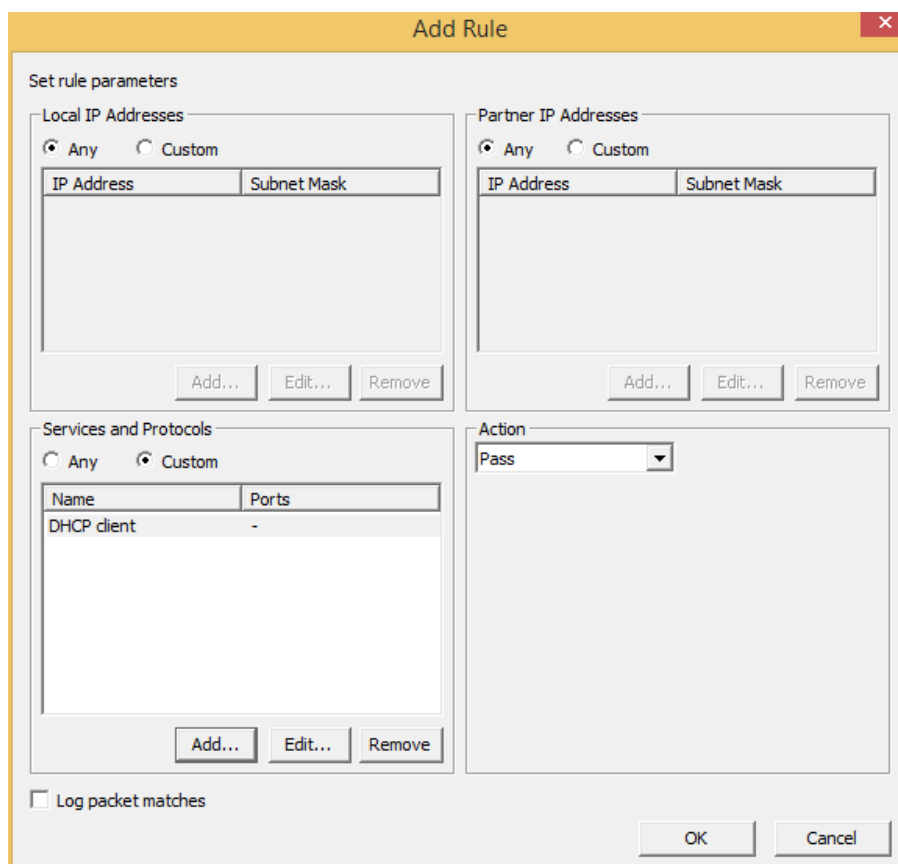 Add Rule
Set rule parameters
Local IP Addresses
Any Custom
IP Address Subnet Mask
Add... Edit... Remove
Partner IP Addresses
Any Custom
IP Address Subnet Mask
Add... Edit... Remove
Services and Protocols
Any Custom
Name Ports
DHCP client -
Add... Edit... Remove
Action
Pass
Log packet matches
OK Cancel